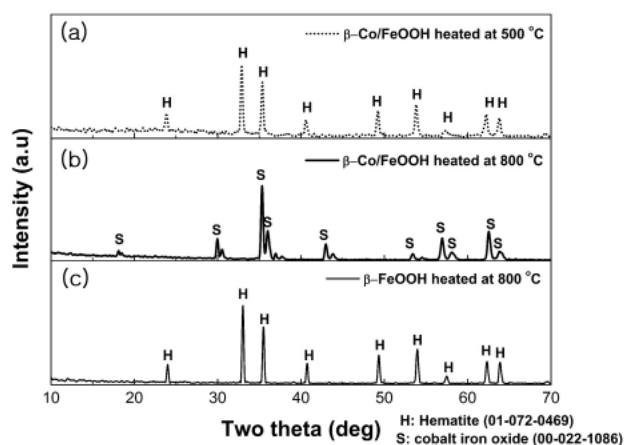 (a)
β–Co/FeOOH heated at 500 °C
H H H H H H H H H
(b)
β–Co/FeOOH heated at 800 °C
S S S S S S S S S S
(c)
β–FeOOH heated at 800 °C
H H H H H H H H H
Intensity (a.u)
10 20 30 40 50 60 70
Two theta (deg)
H: Hematite (01-072-0469)
S: cobalt iron oxide (00-022-1086)